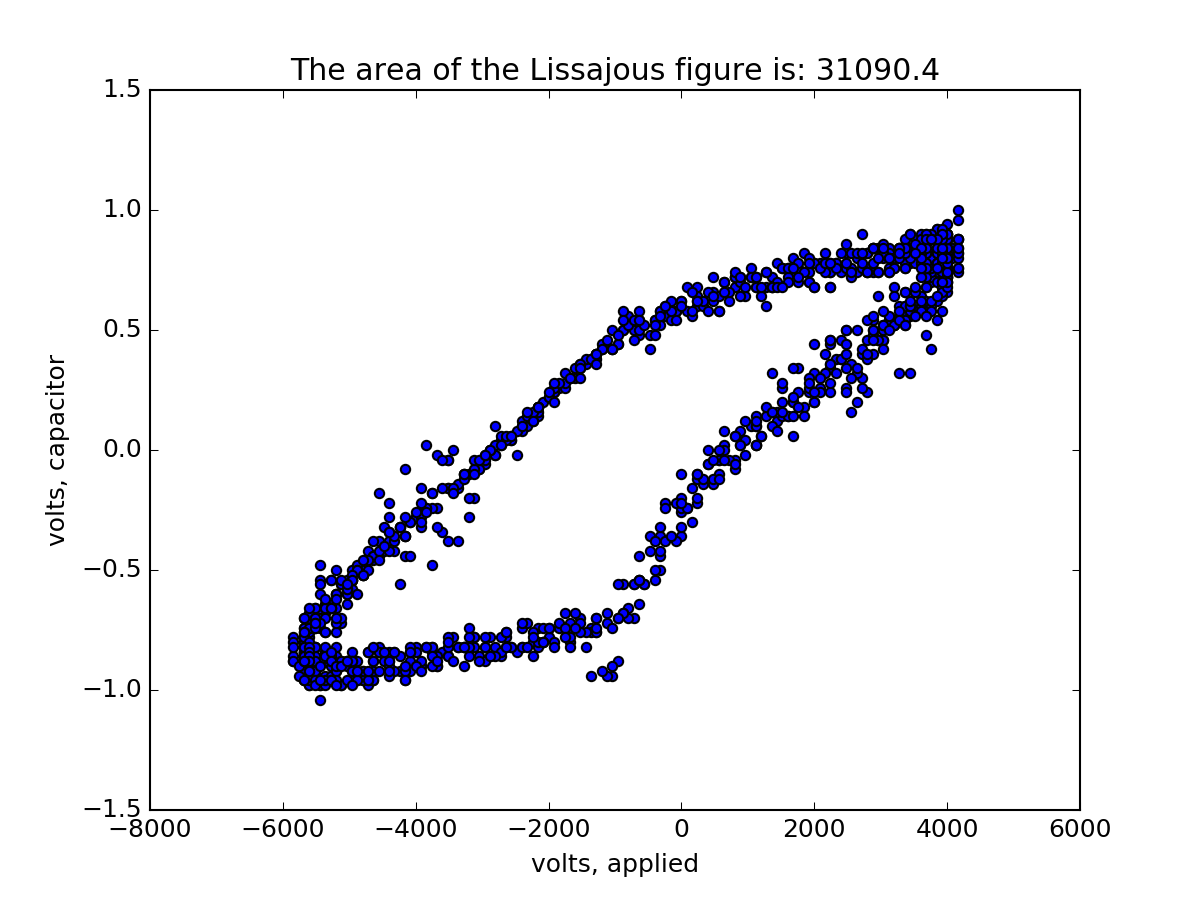 The area of the Lissajous figure is: 31090.4
1.5
1.0
0.5
0.0
−0.5
−1.0
−1.5
volts, capacitor
−8000 −6000 −4000 −2000 0 2000 4000 6000
volts, applied